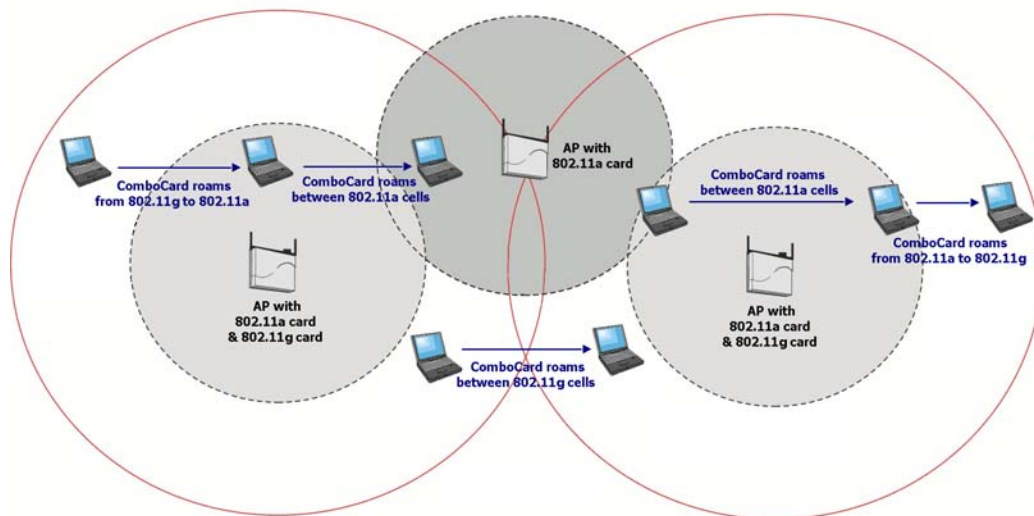 AP with
802.11a card
ComboCard roams
from 802.11g to 802.11a
ComboCard roams
between 802.11a cells
ComboCard roams
between 802.11a cells
ComboCard roams
from 802.11a to 802.11g
AP with
802.11a card
& 802.11g card
AP with
802.11a card
& 802.11g card
ComboCard roams
between 802.11g cells